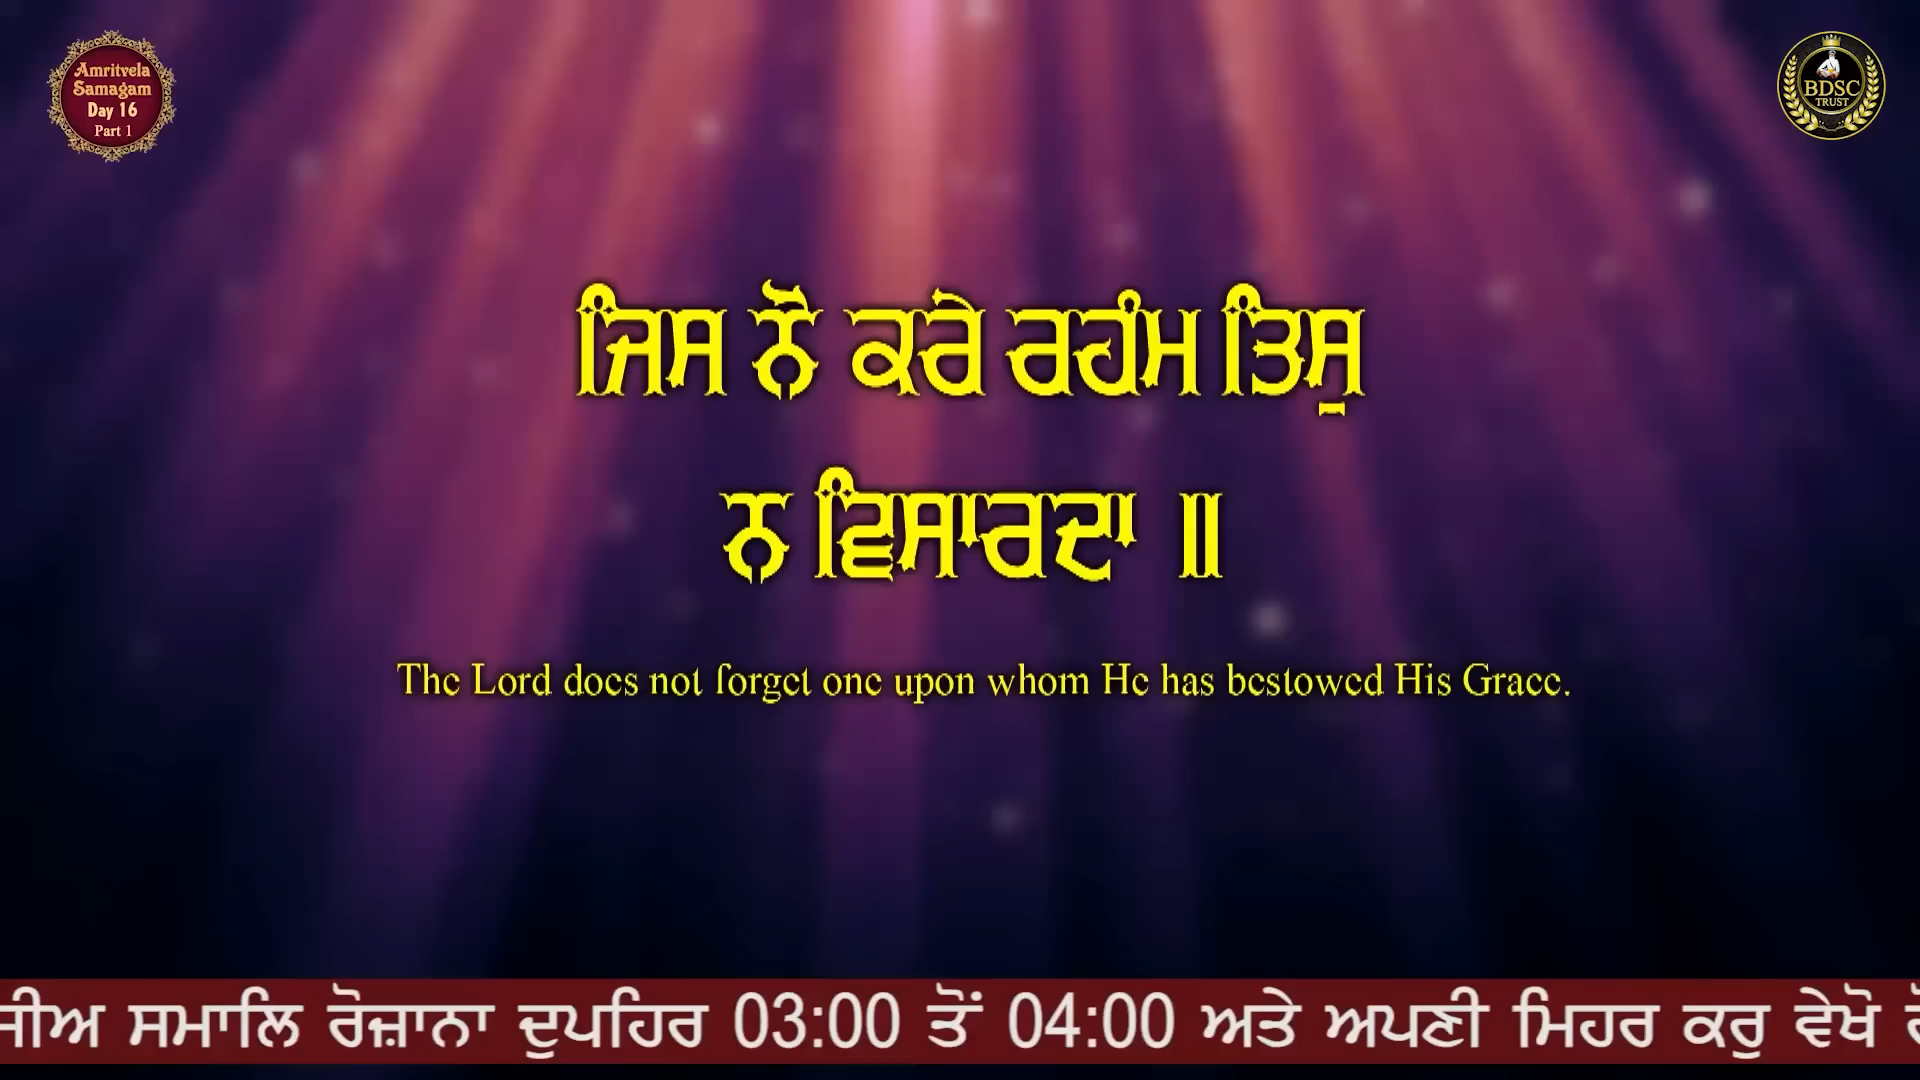 Amritvela
Samagam
Day 16
Part 1
BDSC
TRUST
ਜਿਸ ਨੋ ਕਰੇ ਰਹੰਮ ਤਿਸੁ
ਨ ਵਿਸਾਰਦਾ ॥
The Lord does not forget one upon whom He has bestowed His Grace.
ਸਮਾਲਿ ਰੋਜ਼ਾਨਾ ਦੁਪਹਿਰ 03:00 ਤੋਂ 04:00 ਅਤੇ ਅਪਣੀ ਮਿਹਰ ਕਰੁ ਵੇਖੋ